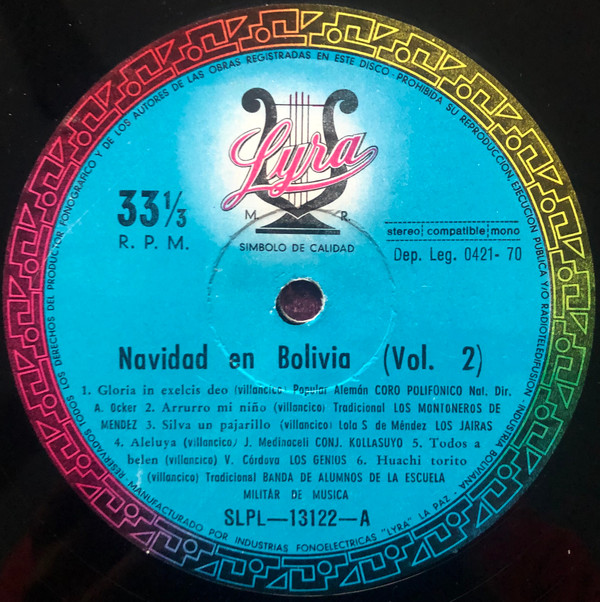 RESERVADOS TODOS LOS DERECHOS DEL PRODUCTOR FONOGRAFICO Y DE LOS AUTORES DE LAS OBRAS REGISTRADAS EN ESTE DISCO · PROHIBIDA SU REPRODUCCION, EJECUCION PUBLICA Y/O RADIOTELEDIFUSION · INDUSTRIA BOLIVIANA
Lyra
M. R.
SIMBOLO DE CALIDAD
33 1/3
R. P. M.
stereo compatible mono
Dep. Leg. 0421- 70
Navidad en Bolivia (Vol. 2)
1. Gloria in exelcis deo (villancico) Popular Alemán CORO POLIFONICO Nal. Dir.
A. Ocker 2. Arrurro mi niño (villancico) Tradicional LOS MONTONEROS DE
MENDEZ 3. Silva un pajarillo (villancico) Lola S de Méndez LOS JAIRAS
4. Aleluya (villancico) J. Medinaceli CONJ. KOLLASUYO 5. Todos a
belen (villancico) V. Córdova LOS GENIOS 6. Huachi torito
(villancico) Tradicional BANDA DE ALUMNOS DE LA ESCUELA
MILITAR DE MUSICA
SLPL—13122—A
MANUFACTURADO POR INDUSTRIAS FONOELECTRICAS "LYRA" LA PAZ